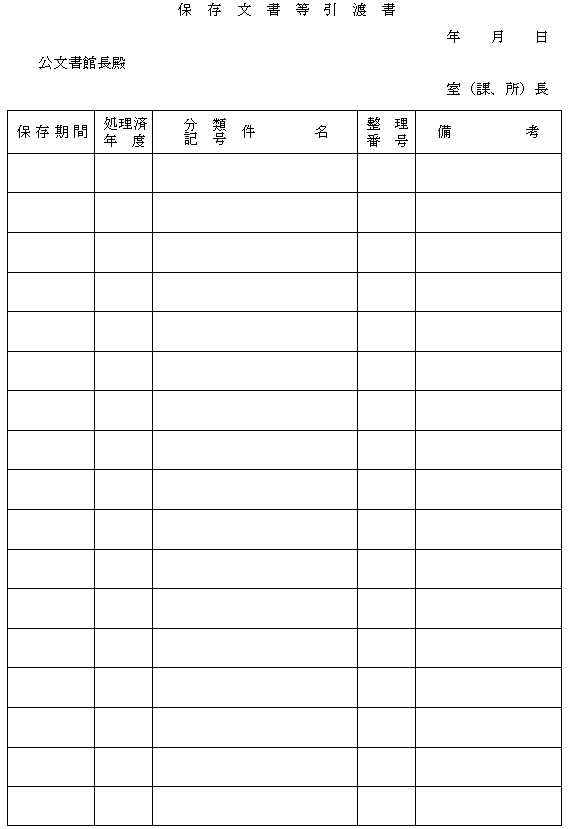 保存文書等引渡書
年 月 日
公文書館長殿
室（課、所）長
保存期間 処理済年度 分類記号 件名 整理番号 備考